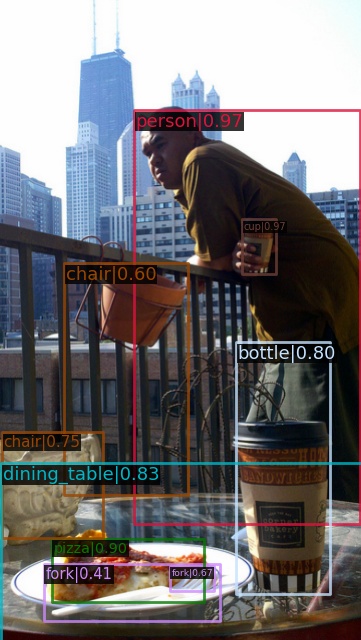 person|0.97
cup|0.97
chair|0.60
bottle|0.80
chair|0.75
dining_table|0.83
pizza|0.90
fork|0.41
fork|0.67